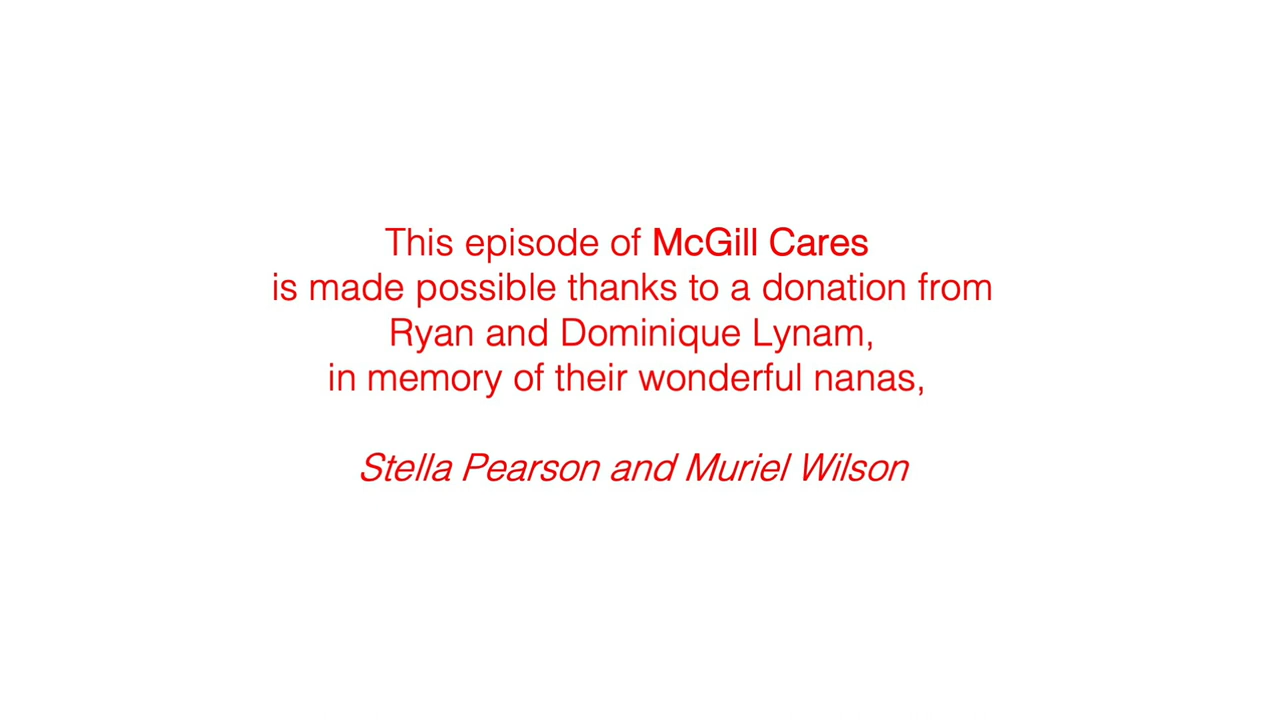 This episode of McGill Cares
is made possible thanks to a donation from
Ryan and Dominique Lynam,
in memory of their wonderful nanas,
Stella Pearson and Muriel Wilson